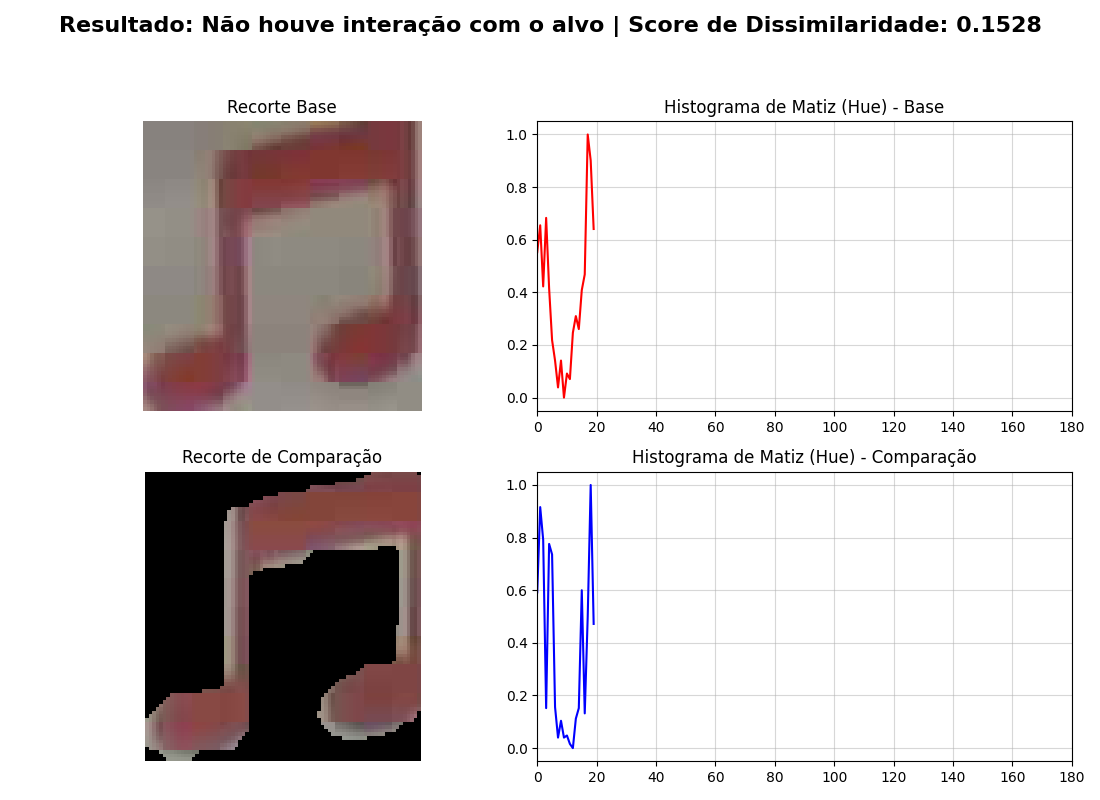 Resultado: Não houve interação com o alvo | Score de Dissimilaridade: 0.1528
Recorte Base
Histograma de Matiz (Hue) - Base
1.0
0.8
0.6
0.4
0.2
0.0
0 20 40 60 80 100 120 140 160 180
Recorte de Comparação
Histograma de Matiz (Hue) - Comparação
1.0
0.8
0.6
0.4
0.2
0.0
0 20 40 60 80 100 120 140 160 180